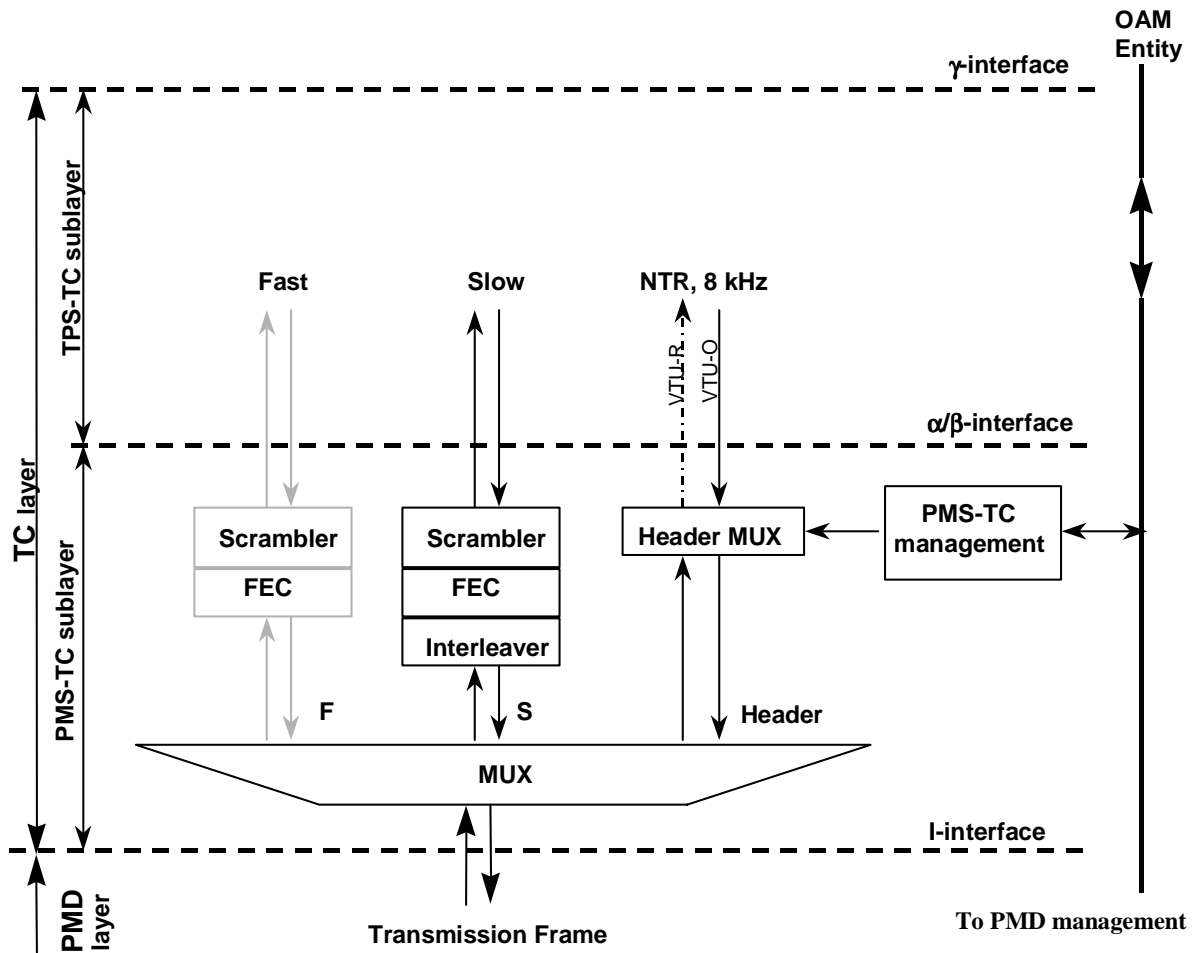 OAM
Entity
γ-interface
TPS-TC sublayer
Fast
Slow
NTR, 8 kHz
VTU-R
VTU-O
α/β-interface
TC layer
PMS-TC sublayer
Scrambler
FEC
Scrambler
FEC
Interleaver
Header MUX
PMS-TC
management
F
S
Header
MUX
I-interface
PMD
layer
Transmission Frame
To PMD management